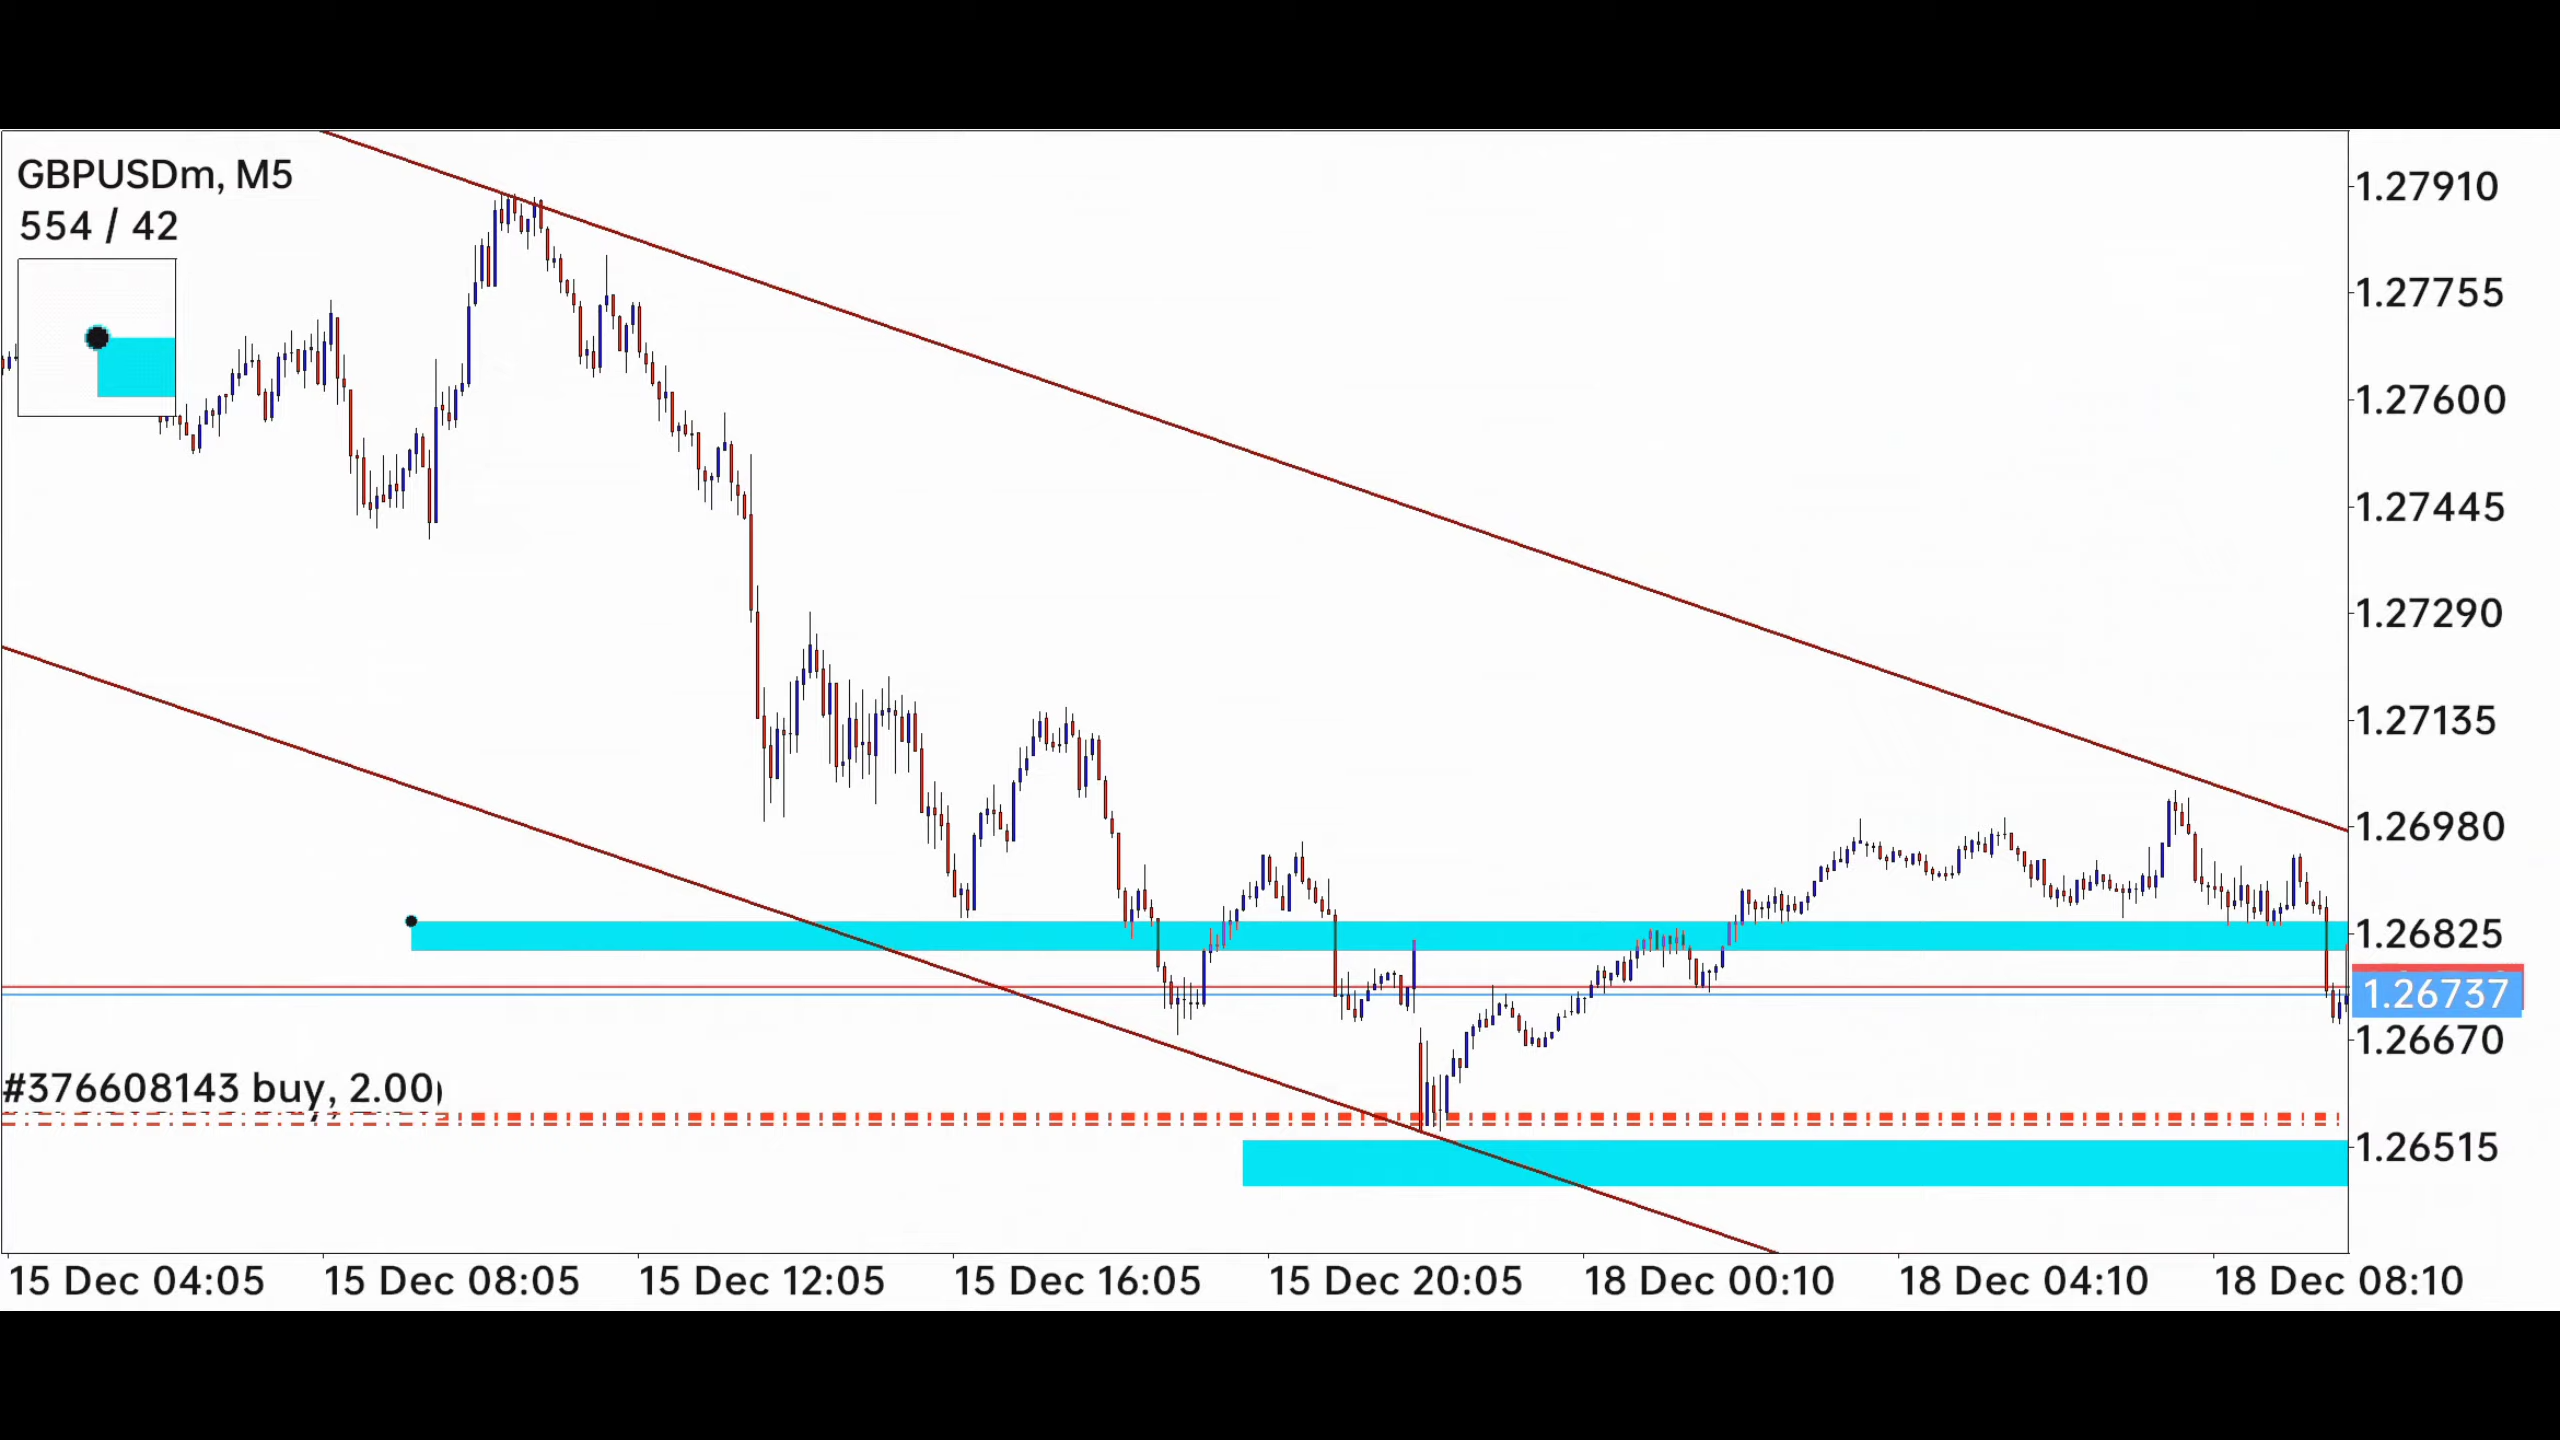 GBPUSDm, M5
554 / 42
1.27910
1.27755
1.27600
1.27445
1.27290
1.27135
1.26980
1.26825
1.26737
1.26670
1.26515
#376608143 buy, 2.00
15 Dec 04:05
15 Dec 08:05
15 Dec 12:05
15 Dec 16:05
15 Dec 20:05
18 Dec 00:10
18 Dec 04:10
18 Dec 08:10